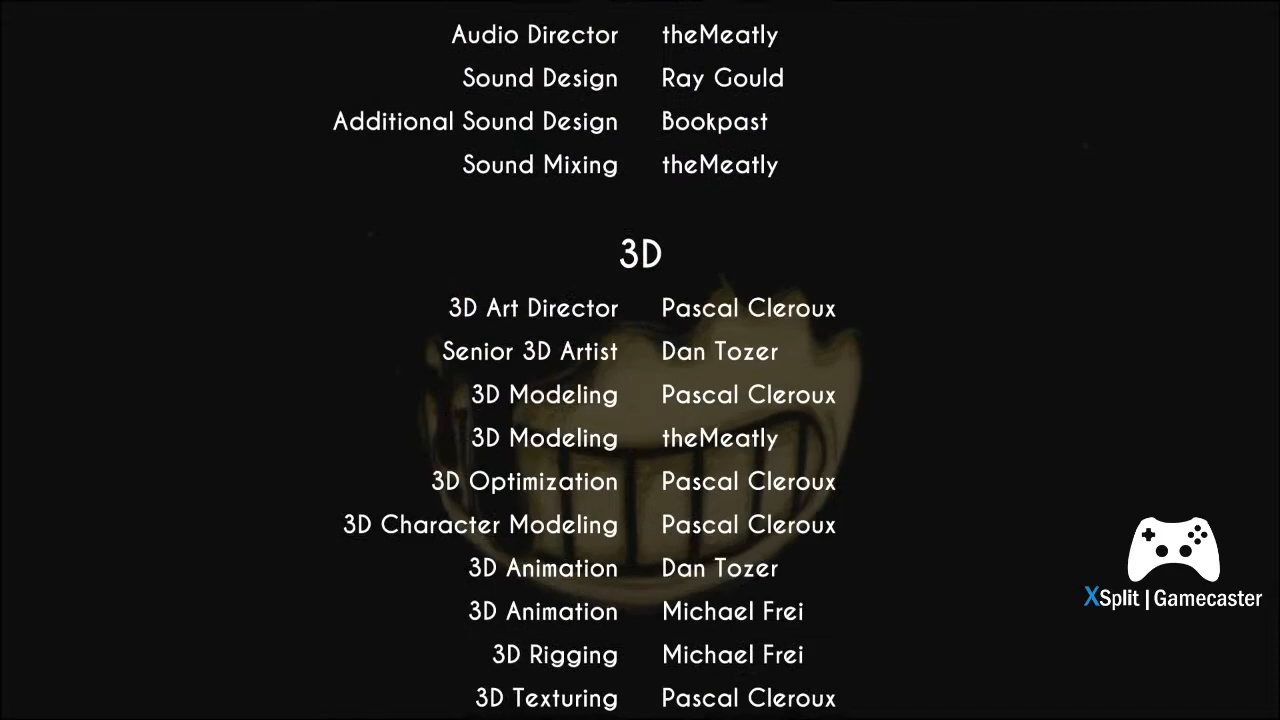 Audio Director theMeatly
Sound Design Ray Gould
Additional Sound Design Bookpast
Sound Mixing theMeatly
3D
3D Art Director Pascal Cleroux
Senior 3D Artist Dan Tozer
3D Modeling Pascal Cleroux
3D Modeling theMeatly
3D Optimization Pascal Cleroux
3D Character Modeling Pascal Cleroux
3D Animation Dan Tozer
3D Animation Michael Frei
3D Rigging Michael Frei
3D Texturing Pascal Cleroux
XSplit | Gamecaster